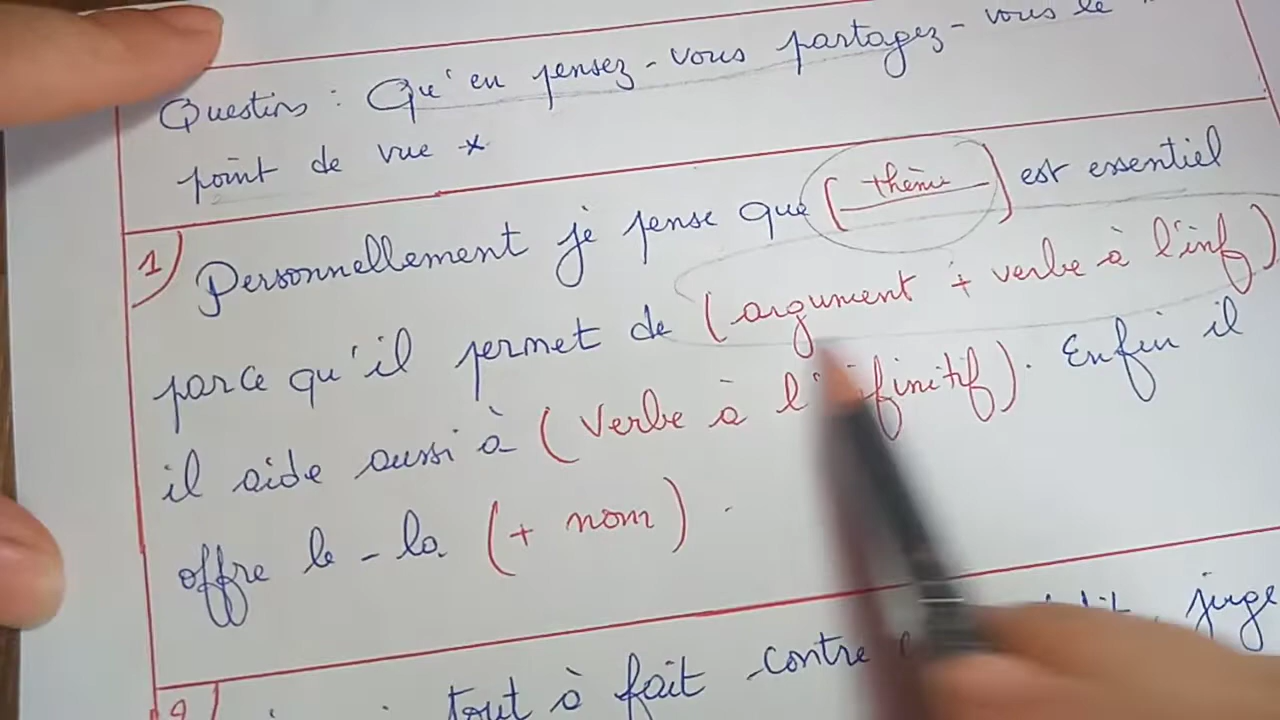 Questins : Qu'en pensez-vous partagez-vous le
point de vue *
1) Personnellement je pense que ( thème ) est essentiel
parce qu'il permet de ( argument + verbe à l'inf )
il aide aussi à ( verbe à l'infinitif ). Enfin il
offre le - la ( + nom ) .
tout à fait contre juge